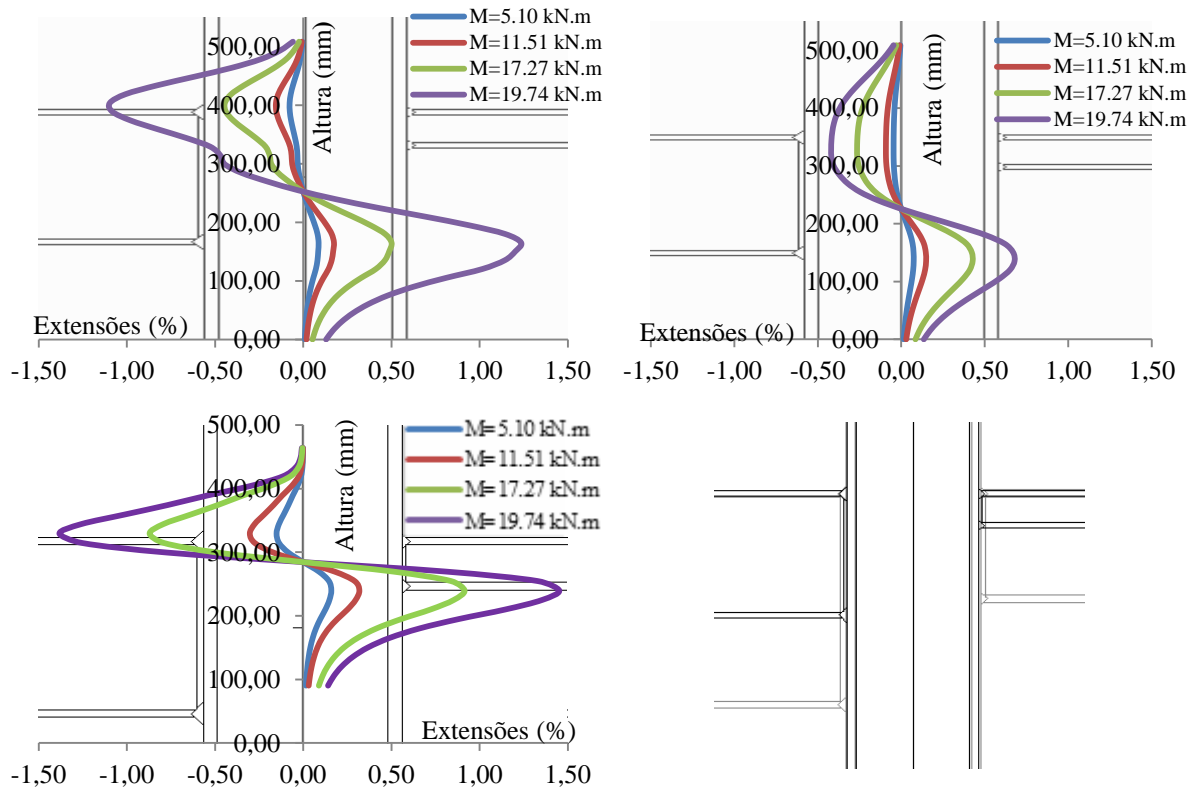 M=5.10 kN.m
M=11.51 kN.m
M=17.27 kN.m
M=19.74 kN.m
500,00
400,00
300,00
200,00
100,00
0,00
Altura (mm)
Extensões (%)
-1,50 -1,00 -0,50 0,00 0,50 1,00 1,50
M=5.10 kN.m
M=11.51 kN.m
M=17.27 kN.m
M=19.74 kN.m
500,00
400,00
300,00
200,00
100,00
0,00
Altura (mm)
Extensões (%)
-1,50 -1,00 -0,50 0,00 0,50 1,00 1,50
M=5.10 kN.m
M=11.51 kN.m
M=17.27 kN.m
M=19.74 kN.m
500,00
400,00
300,00
200,00
100,00
0,00
Altura (mm)
Extensões (%)
-1,50 -1,00 -0,50 0,00 0,50 1,00 1,50